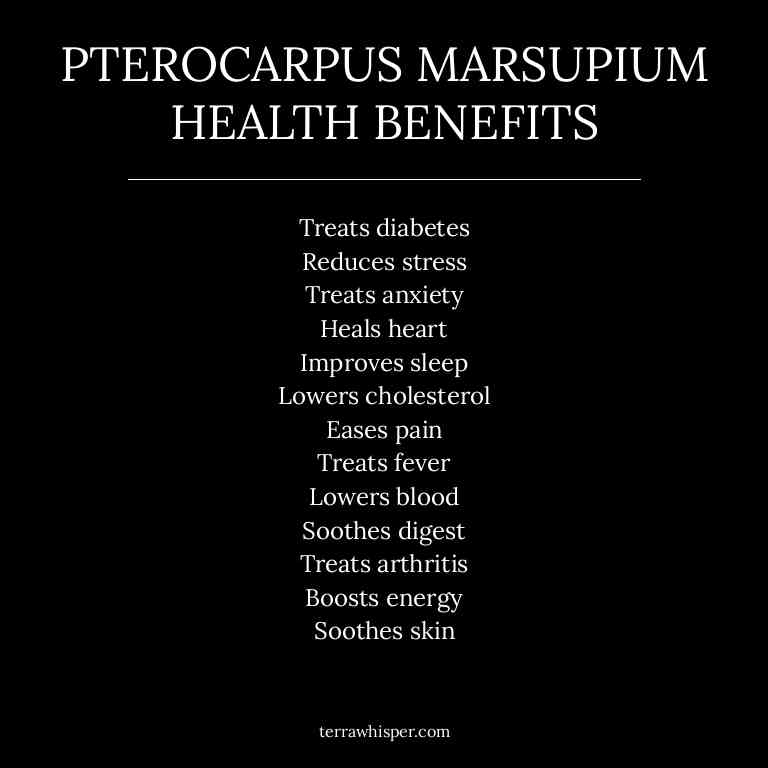 PTEROCARPUS MARSUPIUM
HEALTH BENEFITS
Treats diabetes
Reduces stress
Treats anxiety
Heals heart
Improves sleep
Lowers cholesterol
Eases pain
Treats fever
Lowers blood
Soothes digest
Treats arthritis
Boosts energy
Soothes skin
terrawhisper.com